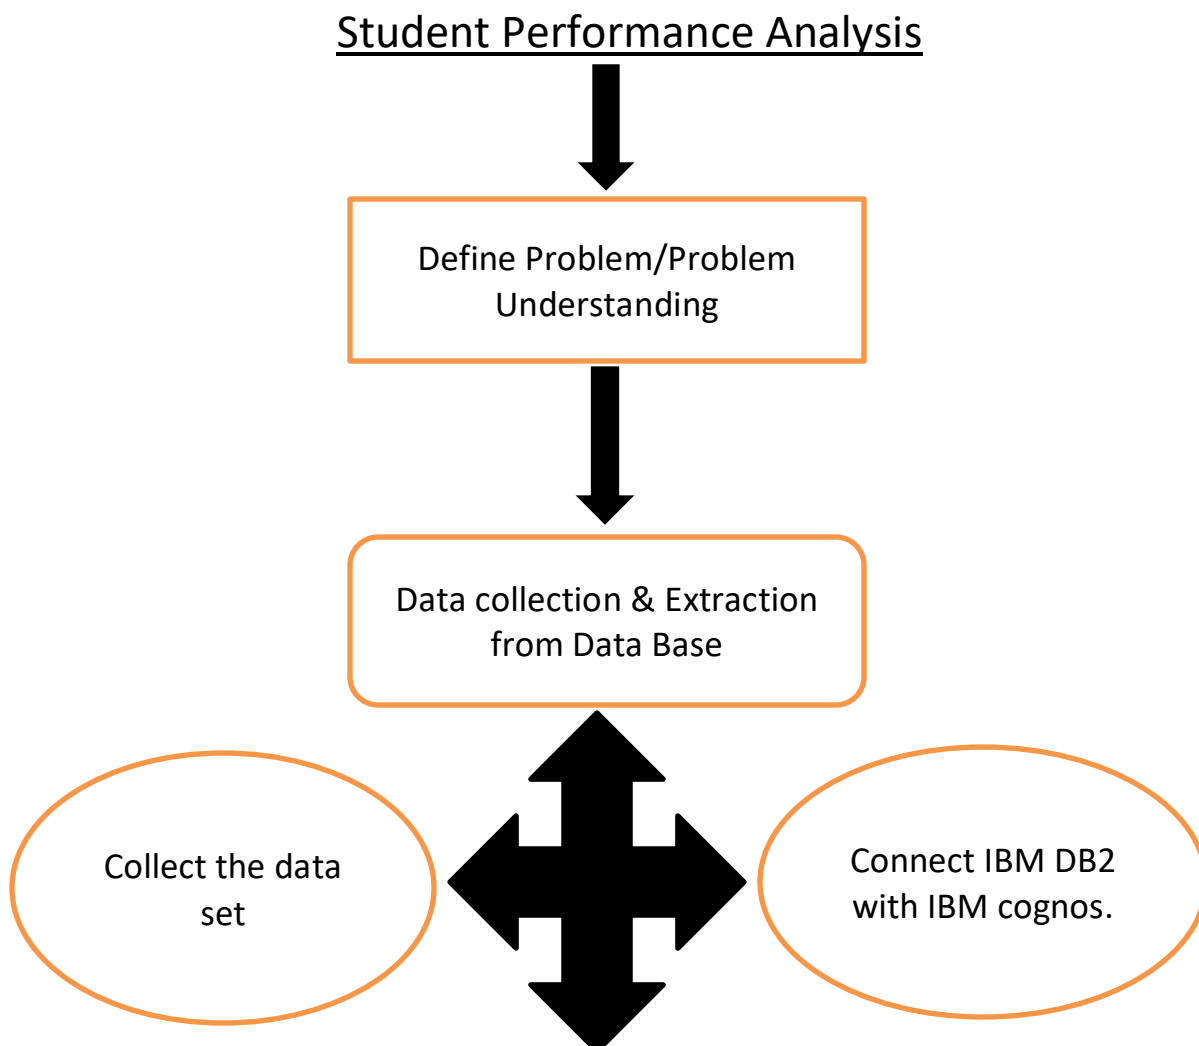 Student Performance Analysis
Define Problem/Problem
Understanding
Data collection & Extraction
from Data Base
Collect the data
set
Connect IBM DB2
with IBM cognos.